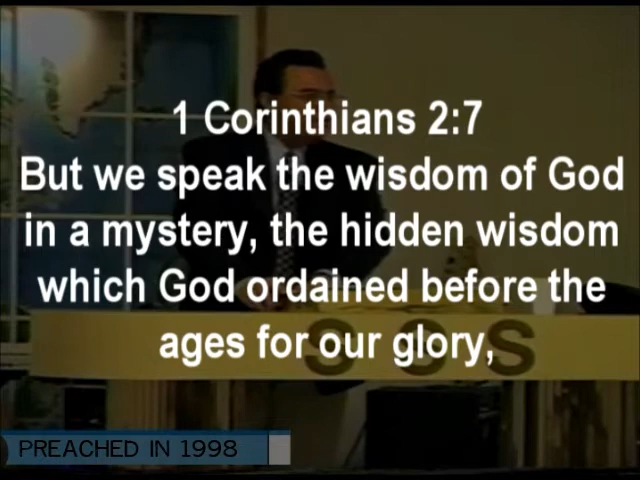 1 Corinthians 2:7
But we speak the wisdom of God
in a mystery, the hidden wisdom
which God ordained before the
ages for our glory,
SOS
PREACHED IN 1998